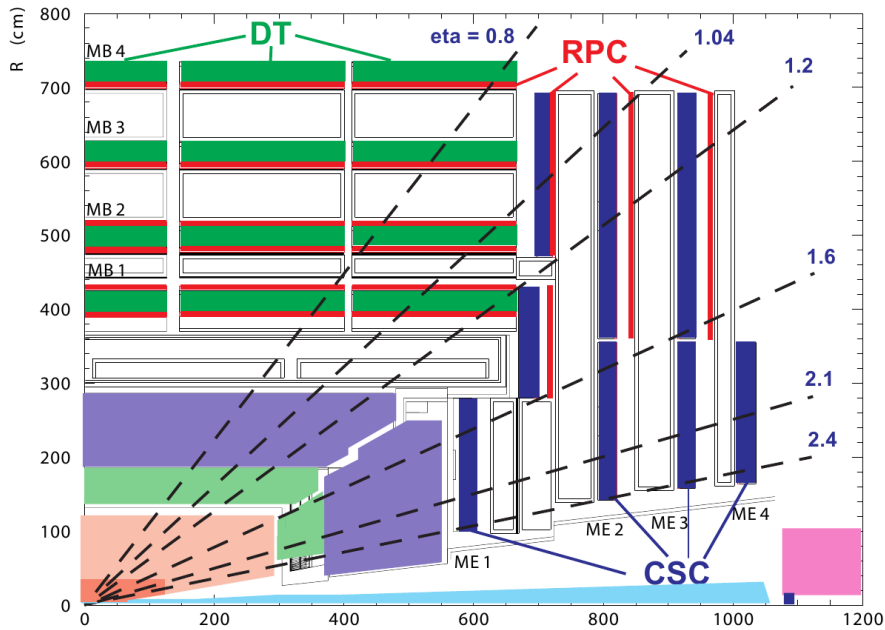 R (cm)
800
700
600
500
400
300
200
100
0
0
200
400
600
800
1000
1200
MB 4
MB 3
MB 2
MB 1
DT
eta = 0.8
RPC
1.04
1.2
1.6
2.1
2.4
ME 1
ME 2
ME 3
ME 4
CSC